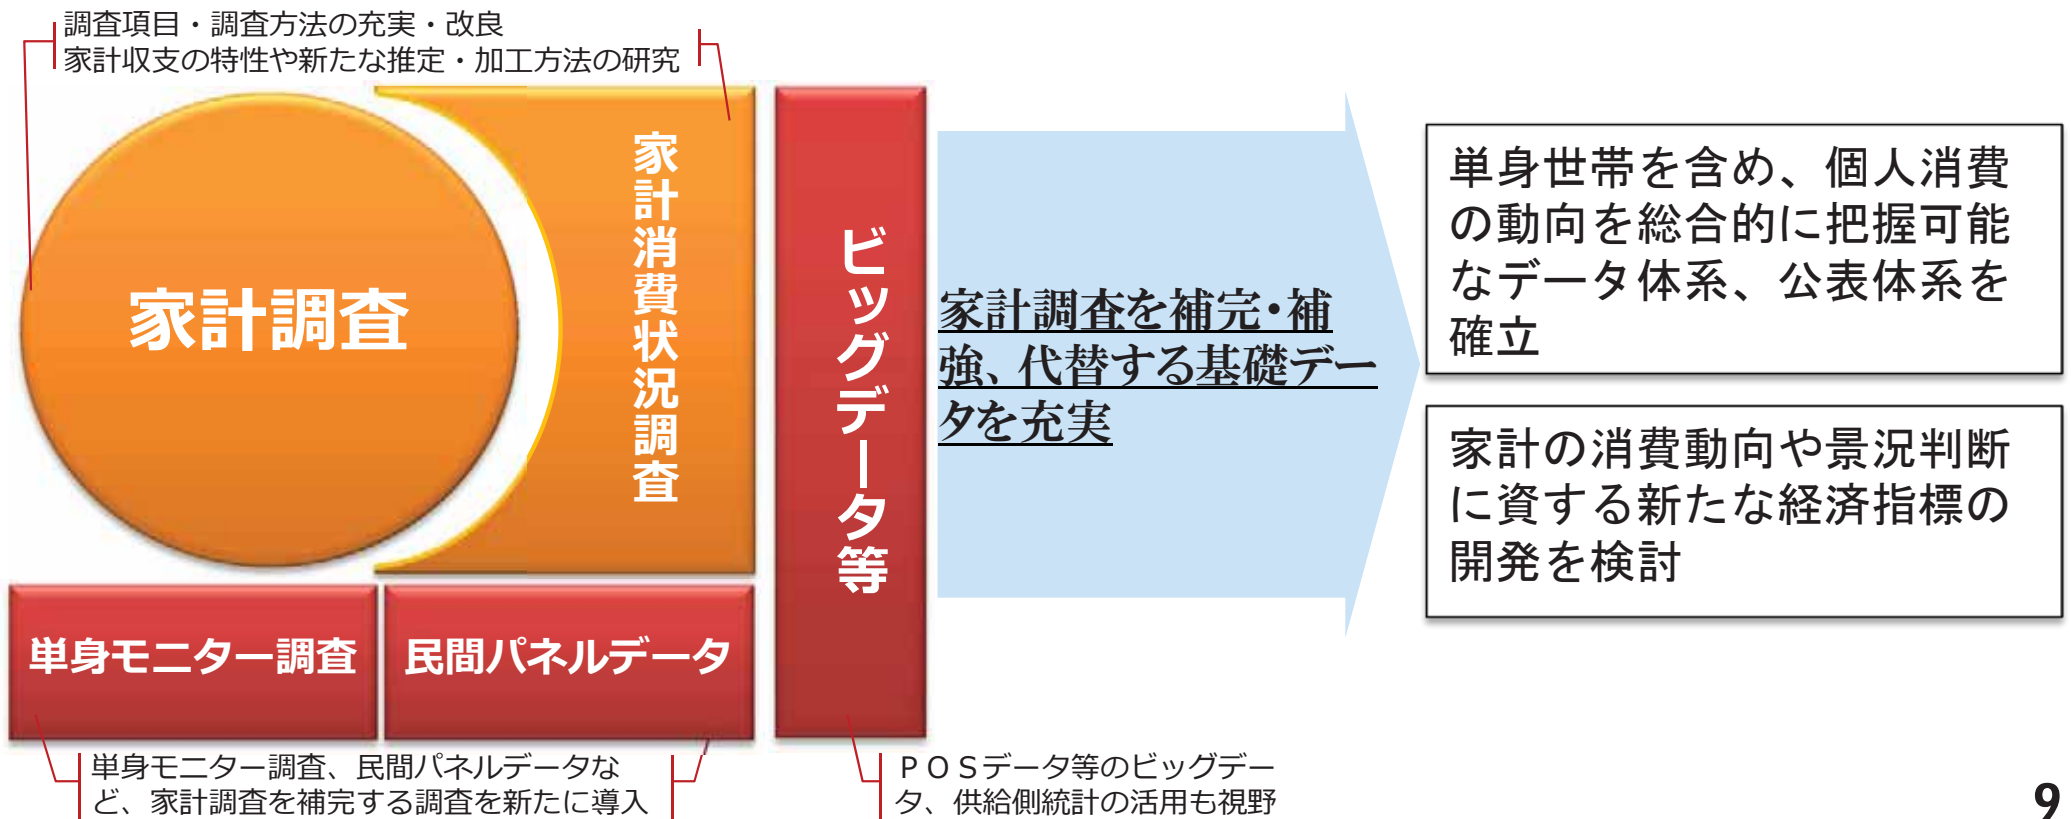 調査項目・調査方法の充実・改良
家計収支の特性や新たな推定・加工方法の研究
家計調査
家計消費状況調査
ビッグデータ等
単身モニター調査
民間パネルデータ
単身モニター調査、民間パネルデータな
ど、家計調査を補完する調査を新たに導入
ＰＯＳデータ等のビッグデー
タ、供給側統計の活用も視野
家計調査を補完・補
強、代替する基礎デー
タを充実
単身世帯を含め、個人消費
の動向を総合的に把握可能
なデータ体系、公表体系を
確立
家計の消費動向や景況判断
に資する新たな経済指標の
開発を検討
9